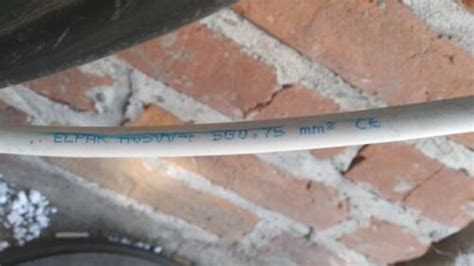 ELPAR H05VV-F 5G0,75 mm² CE